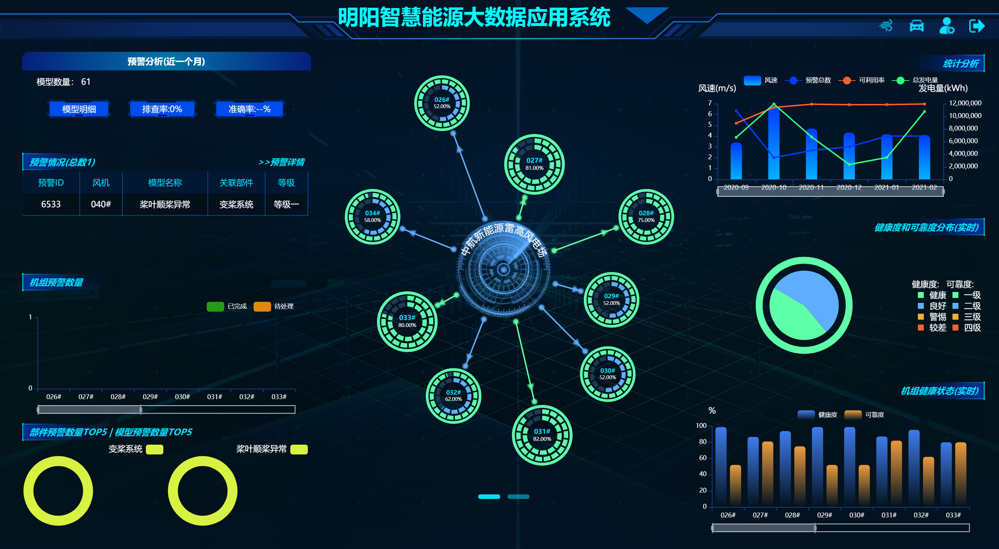 明阳智慧能源大数据应用系统
预警分析(近一个月)
模型数量： 61
模型明细 排查率:0% 准确率:--%
预警情况(总数1) >>预警详情
预警ID 风机 模型名称 关联部件 等级
6533 040# 桨叶顺桨异常 变桨系统 等级一
机组预警数量
已完成 待处理
1
0
026# 027# 028# 029# 030# 031# 032# 033#
部件预警数量TOP5 / 模型预警数量TOP5
变桨系统 桨叶顺桨异常
026#
52.00%
027#
81.00%
034#
58.00%
028#
75.00%
中航新能源雷高风电场
029#
52.00%
033#
80.00%
030#
52.00%
032#
62.00%
031#
82.00%
统计分析
风速 预警总数 可利用率 总发电量
风速(m/s) 发电量(kWh)
7 12,000,000
6 10,000,000
5 8,000,000
4 6,000,000
3 4,000,000
2 2,000,000
1
0 0
2020-09 2020-10 2020-11 2020-12 2021-01 2021-02
健康度和可靠度分布(实时)
健康度: 可靠度:
健康 一级
良好 二级
警惕 三级
较差 四级
机组健康状态(实时)
% 健康度 可靠度
100
80
60
40
20
0
026# 027# 028# 029# 030# 031# 032# 033#